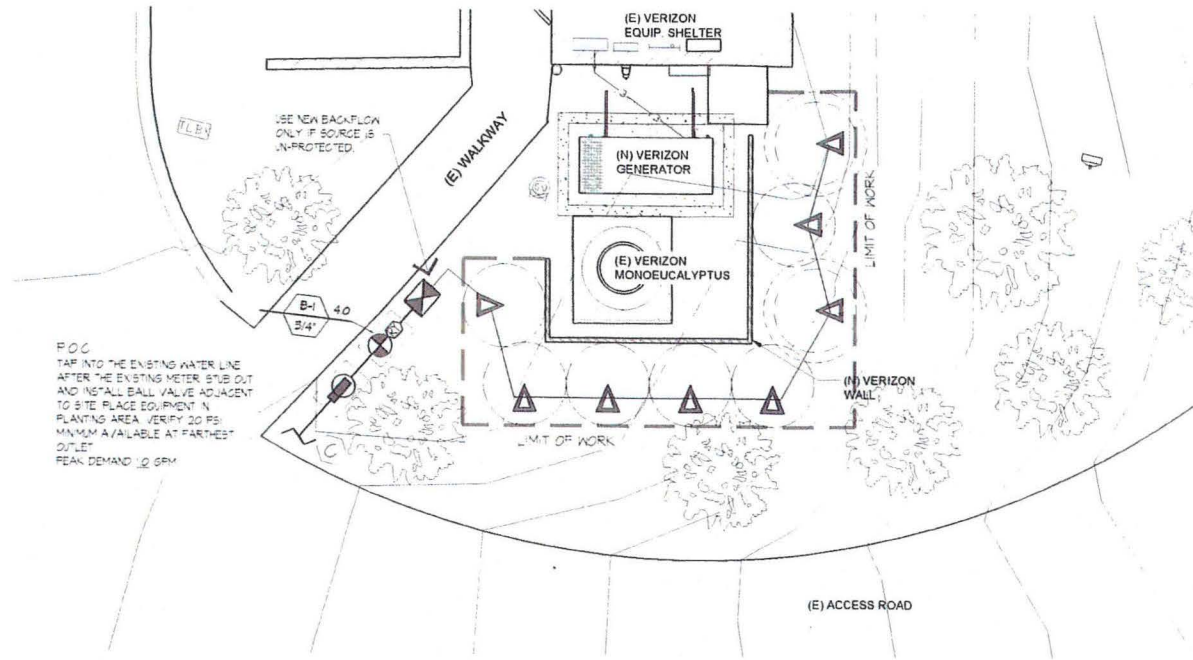 (E) VERIZON
EQUIP. SHELTER
USE NEW BACKFLOW
ONLY IF SOURCE IS
UN-PROTECTED.
(E) WALKWAY
(N) VERIZON
GENERATOR
LIMIT OF WORK
(E) VERIZON
MONOEUCALYPTUS
B-1 4.0
3/4"
P.O.C.
TAP INTO THE EXISTING WATER LINE
AFTER THE EXISTING METER STUB OUT
AND INSTALL BALL VALVE ADJACENT
TO SITE PLACE EQUIPMENT IN
PLANTING AREA. VERIFY 20 PSI
MINIMUM AVAILABLE AT FARTHEST
OUTLET
PEAK DEMAND GPM
(N) VERIZON
WALL
LIMIT OF WORK
C
(E) ACCESS ROAD